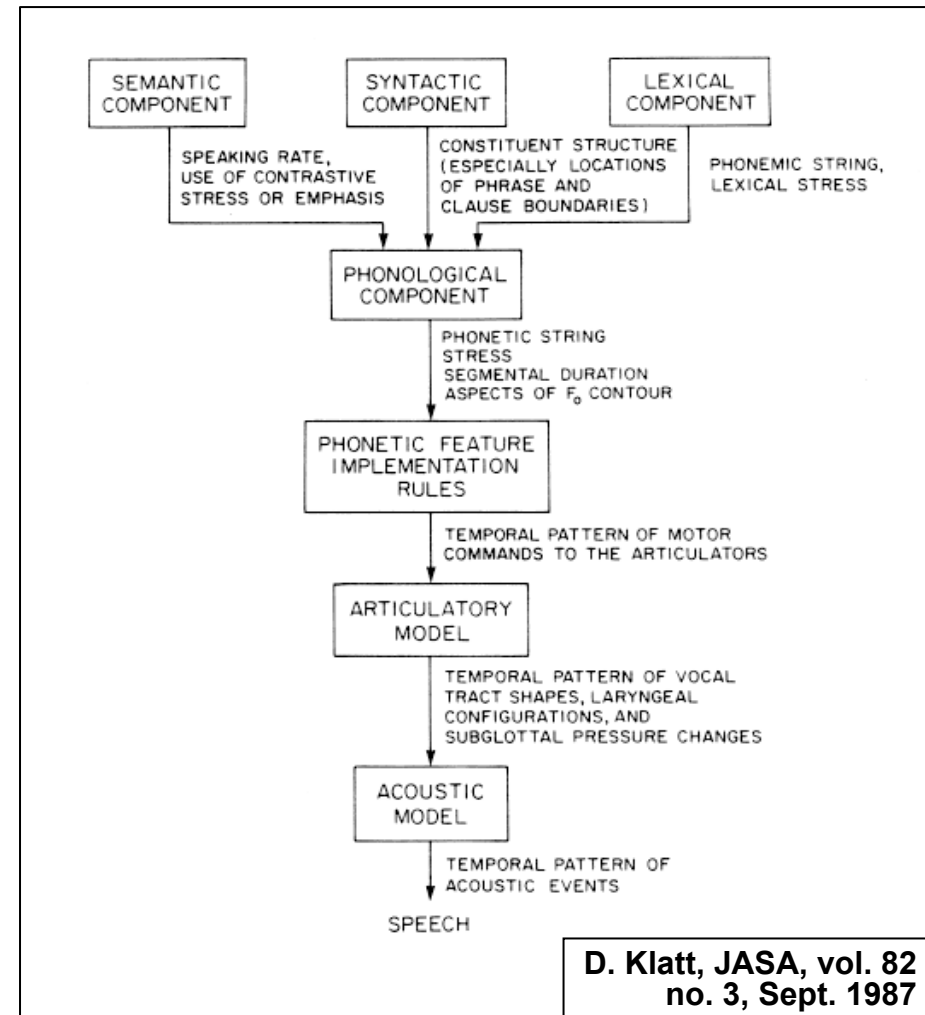 SEMANTIC
COMPONENT
SYNTACTIC
COMPONENT
LEXICAL
COMPONENT
SPEAKING RATE,
USE OF CONTRASTIVE
STRESS OR EMPHASIS
CONSTITUENT STRUCTURE
(ESPECIALLY LOCATIONS
OF PHRASE AND
CLAUSE BOUNDARIES)
PHONEMIC STRING,
LEXICAL STRESS
PHONOLOGICAL
COMPONENT
PHONETIC STRING
STRESS
SEGMENTAL DURATION
ASPECTS OF F₀ CONTOUR
PHONETIC FEATURE
IMPLEMENTATION
RULES
TEMPORAL PATTERN OF MOTOR
COMMANDS TO THE ARTICULATORS
ARTICULATORY
MODEL
TEMPORAL PATTERN OF VOCAL
TRACT SHAPES, LARYNGEAL
CONFIGURATIONS, AND
SUBGLOTTAL PRESSURE CHANGES
ACOUSTIC
MODEL
TEMPORAL PATTERN OF
ACOUSTIC EVENTS
SPEECH
D. Klatt, JASA, vol. 82
no. 3, Sept. 1987